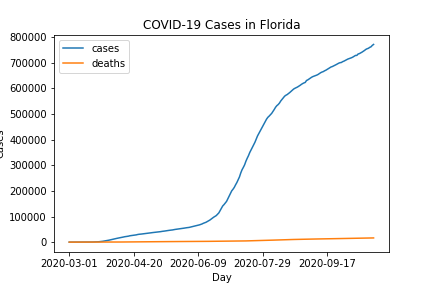 COVID-19 Cases in Florida
800000
700000
600000
500000
400000
300000
200000
100000
0
cases
deaths
cases
2020-03-01 2020-04-20 2020-06-09 2020-07-29 2020-09-17
Day